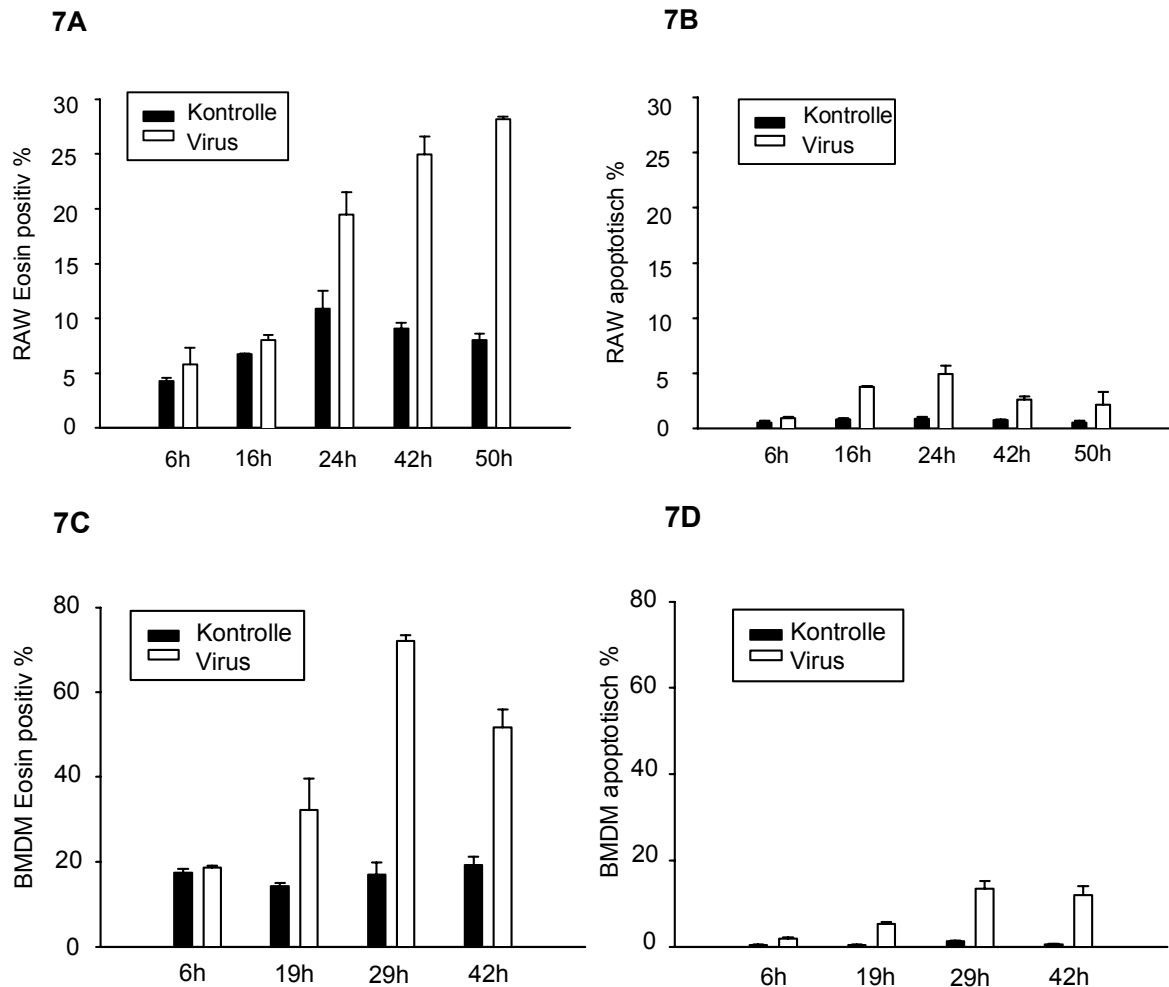 7A
RAW Eosin positiv %
30
25
20
15
10
5
0
Kontrolle
Virus
6h 16h 24h 42h 50h
7B
RAW apoptotisch %
30
25
20
15
10
5
0
Kontrolle
Virus
6h 16h 24h 42h 50h
7C
BMDM Eosin positiv %
80
60
40
20
0
Kontrolle
Virus
6h 19h 29h 42h
7D
BMDM apoptotisch %
80
60
40
20
0
Kontrolle
Virus
6h 19h 29h 42h